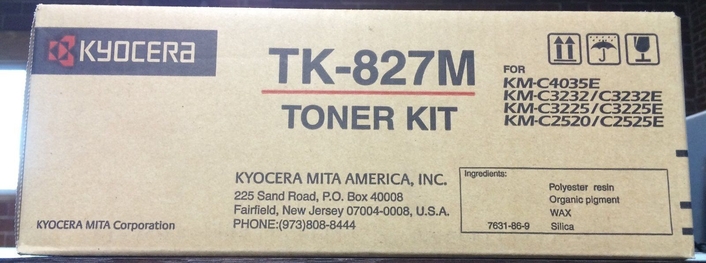 KYOCERA
TK-827M
TONER KIT
FOR
KM-C4035E
KM-C3232/C3232E
KM-C3225/C3225E
KM-C2520/C2525E
KYOCERA MITA AMERICA, INC.
225 Sand Road, P.O. Box 40008
Fairfield, New Jersey 07004-0008, U.S.A.
PHONE:(973)808-8444
KYOCERA MITA Corporation
Ingredients:
Polyester resin
Organic pigment
WAX
7631-86-9 Silica